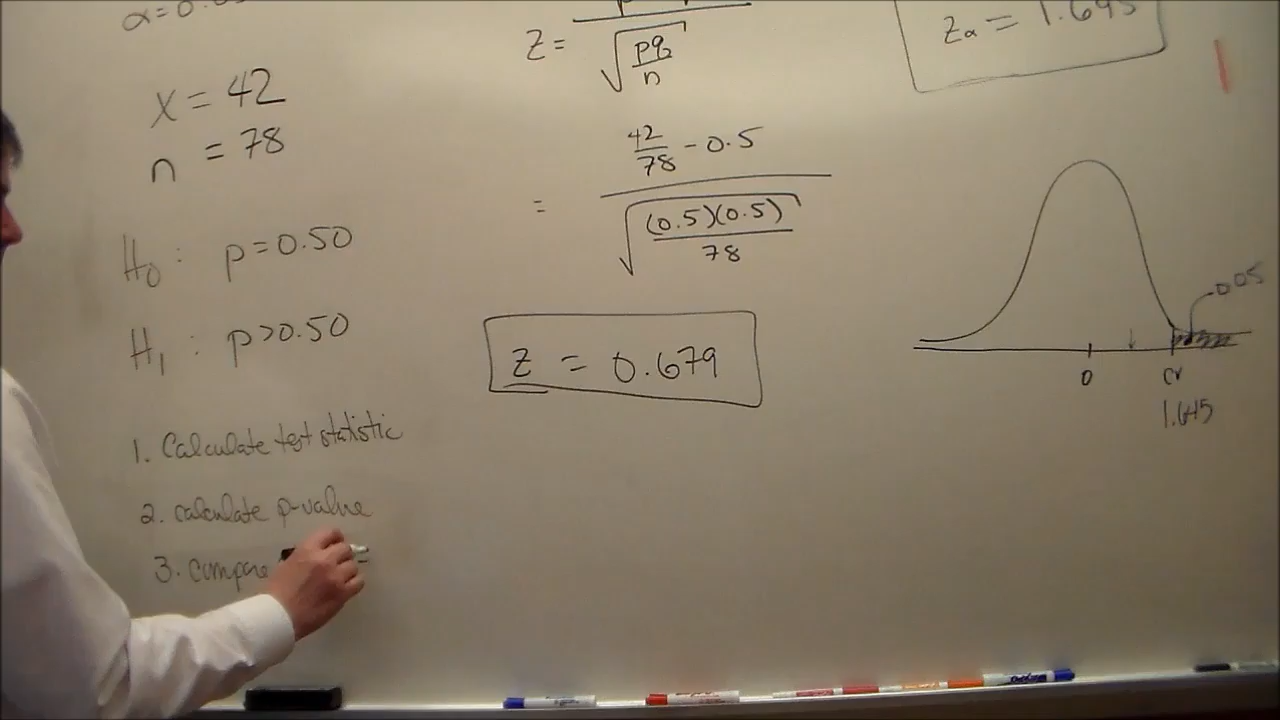 α=0.05
x = 42
n = 78
H₀ : p=0.50
H₁ : p>0.50
1. Calculate test statistic
2. calculate p-value
3. compare
z =
√(pq/n)
= (42/78 - 0.5) / √((0.5)(0.5)/78)
z = 0.679
zα = 1.645
0.05
0
CV
1.645